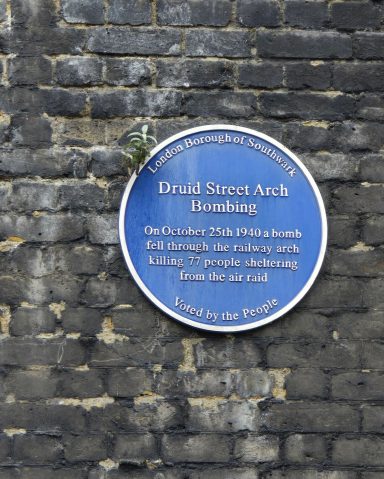 London Borough of Southwark
Druid Street Arch
Bombing
On October 25th 1940 a bomb
fell through the railway arch
killing 77 people sheltering
from the air raid
Voted by the People